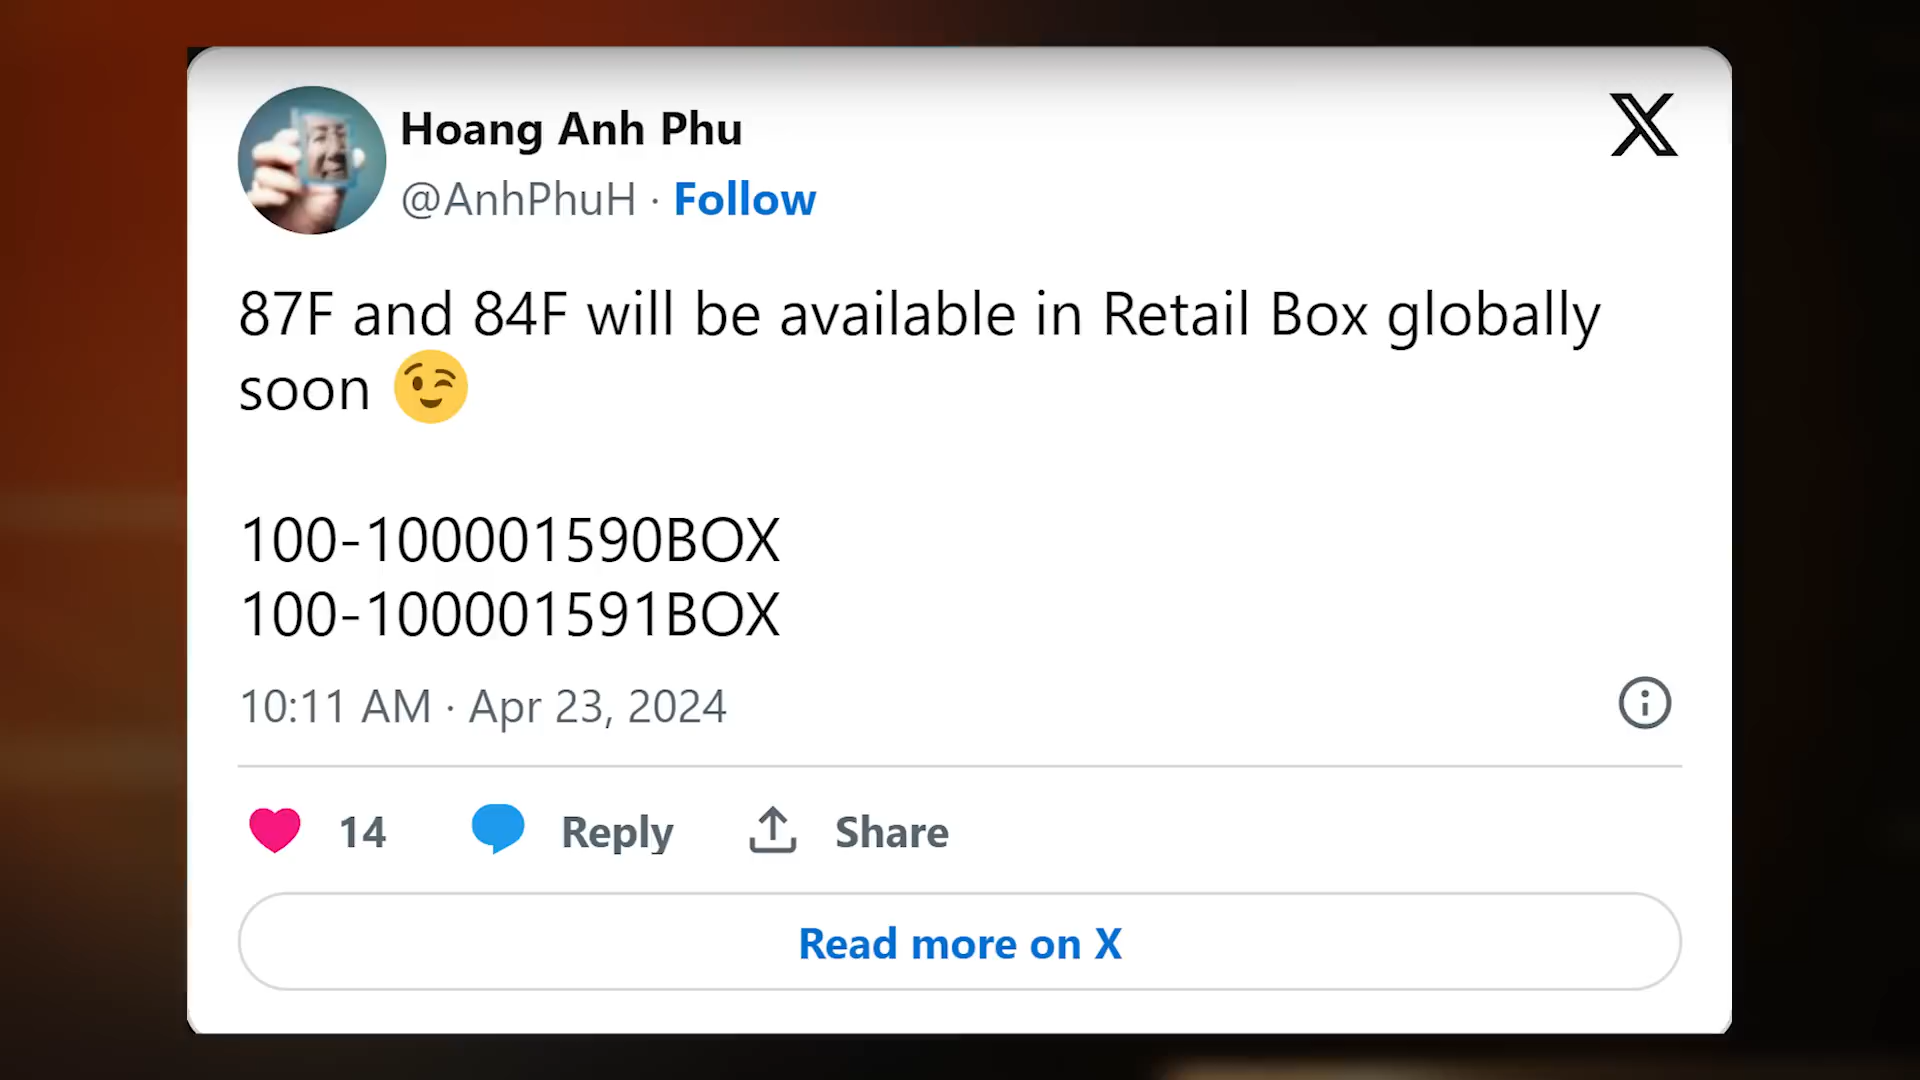 Hoang Anh Phu
@AnhPhuH · Follow
87F and 84F will be available in Retail Box globally
soon 😉
100-100001590BOX
100-100001591BOX
10:11 AM · Apr 23, 2024
14 Reply Share
Read more on X